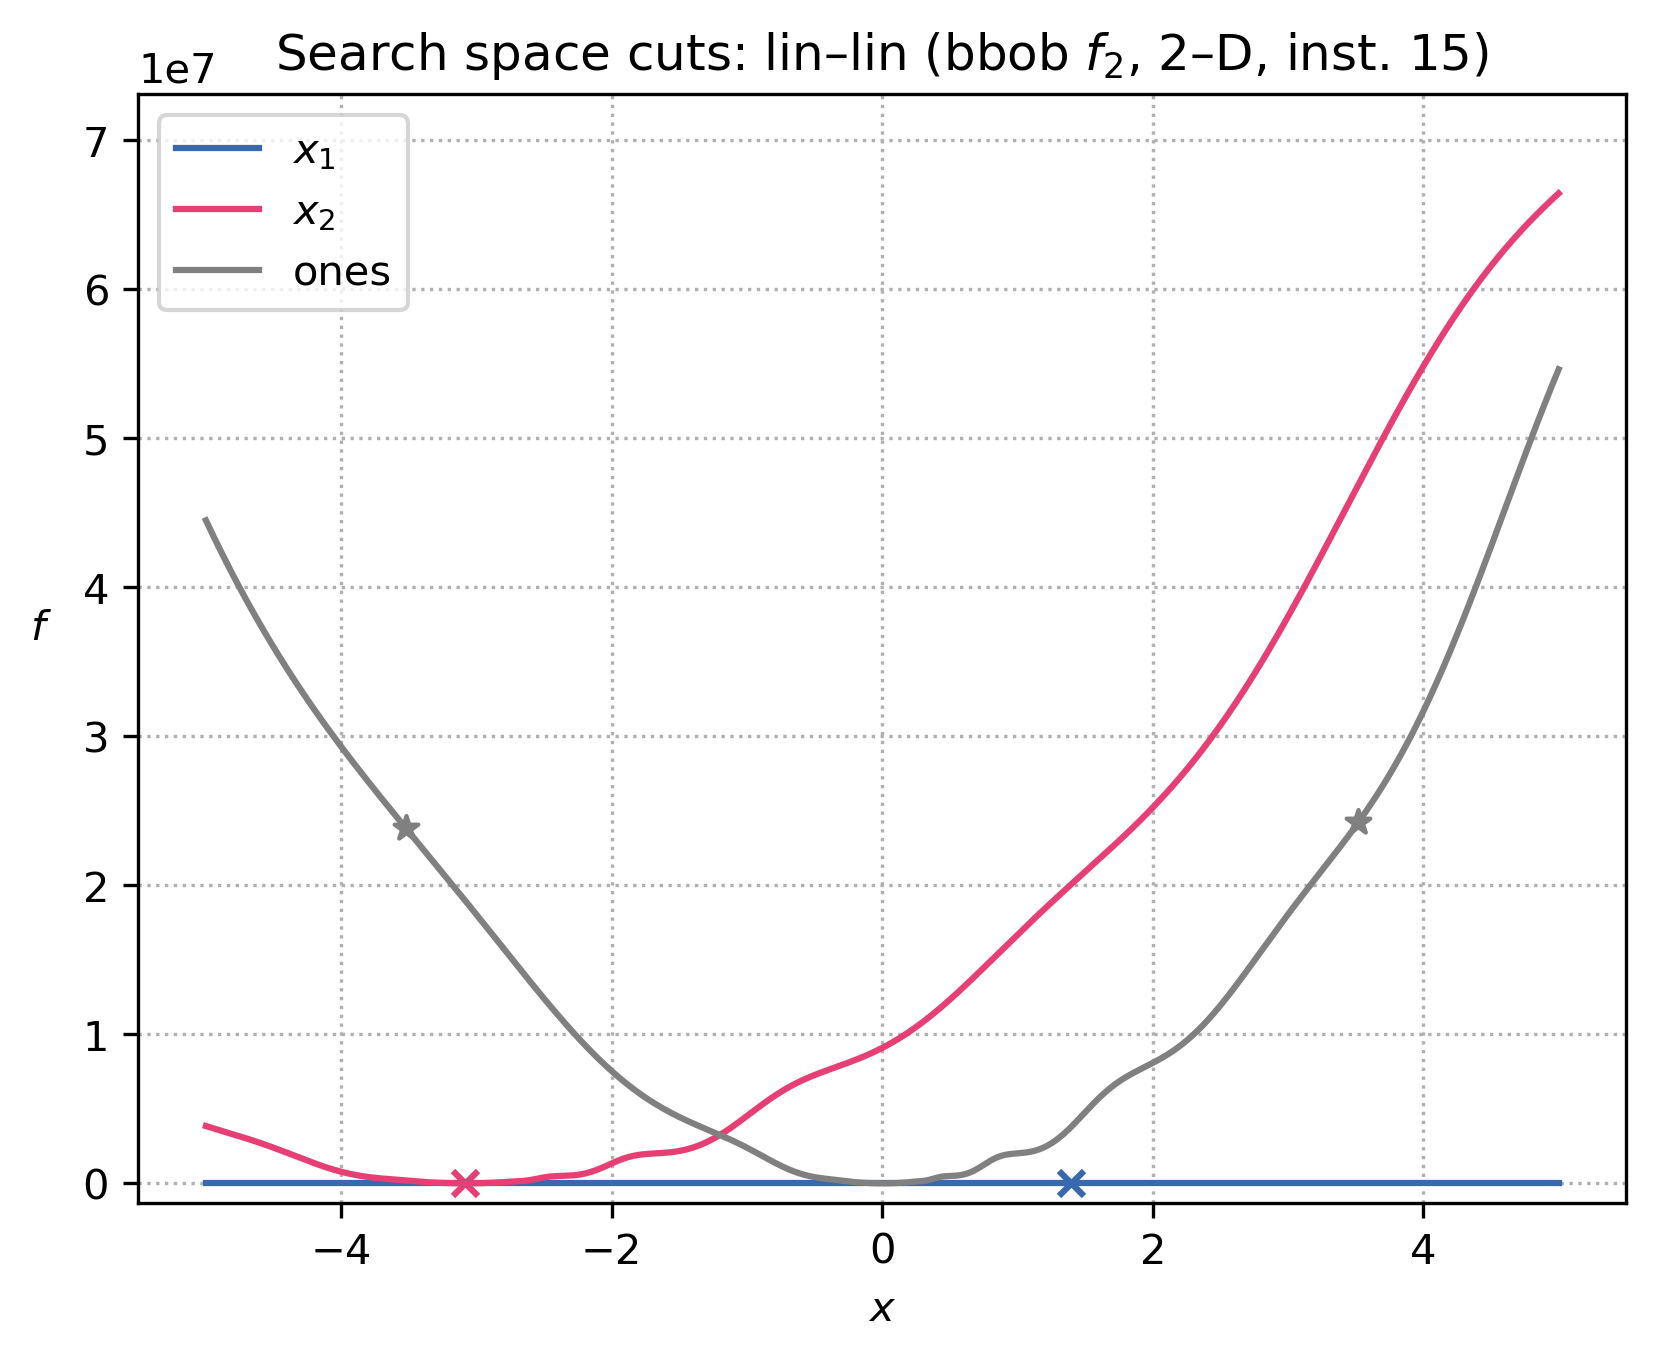 Search space cuts: lin–lin (bbob f₂, 2–D, inst. 15)
1e7
x₁
x₂
ones
7
6
5
4
3
2
1
0
f
−4 −2 0 2 4
x